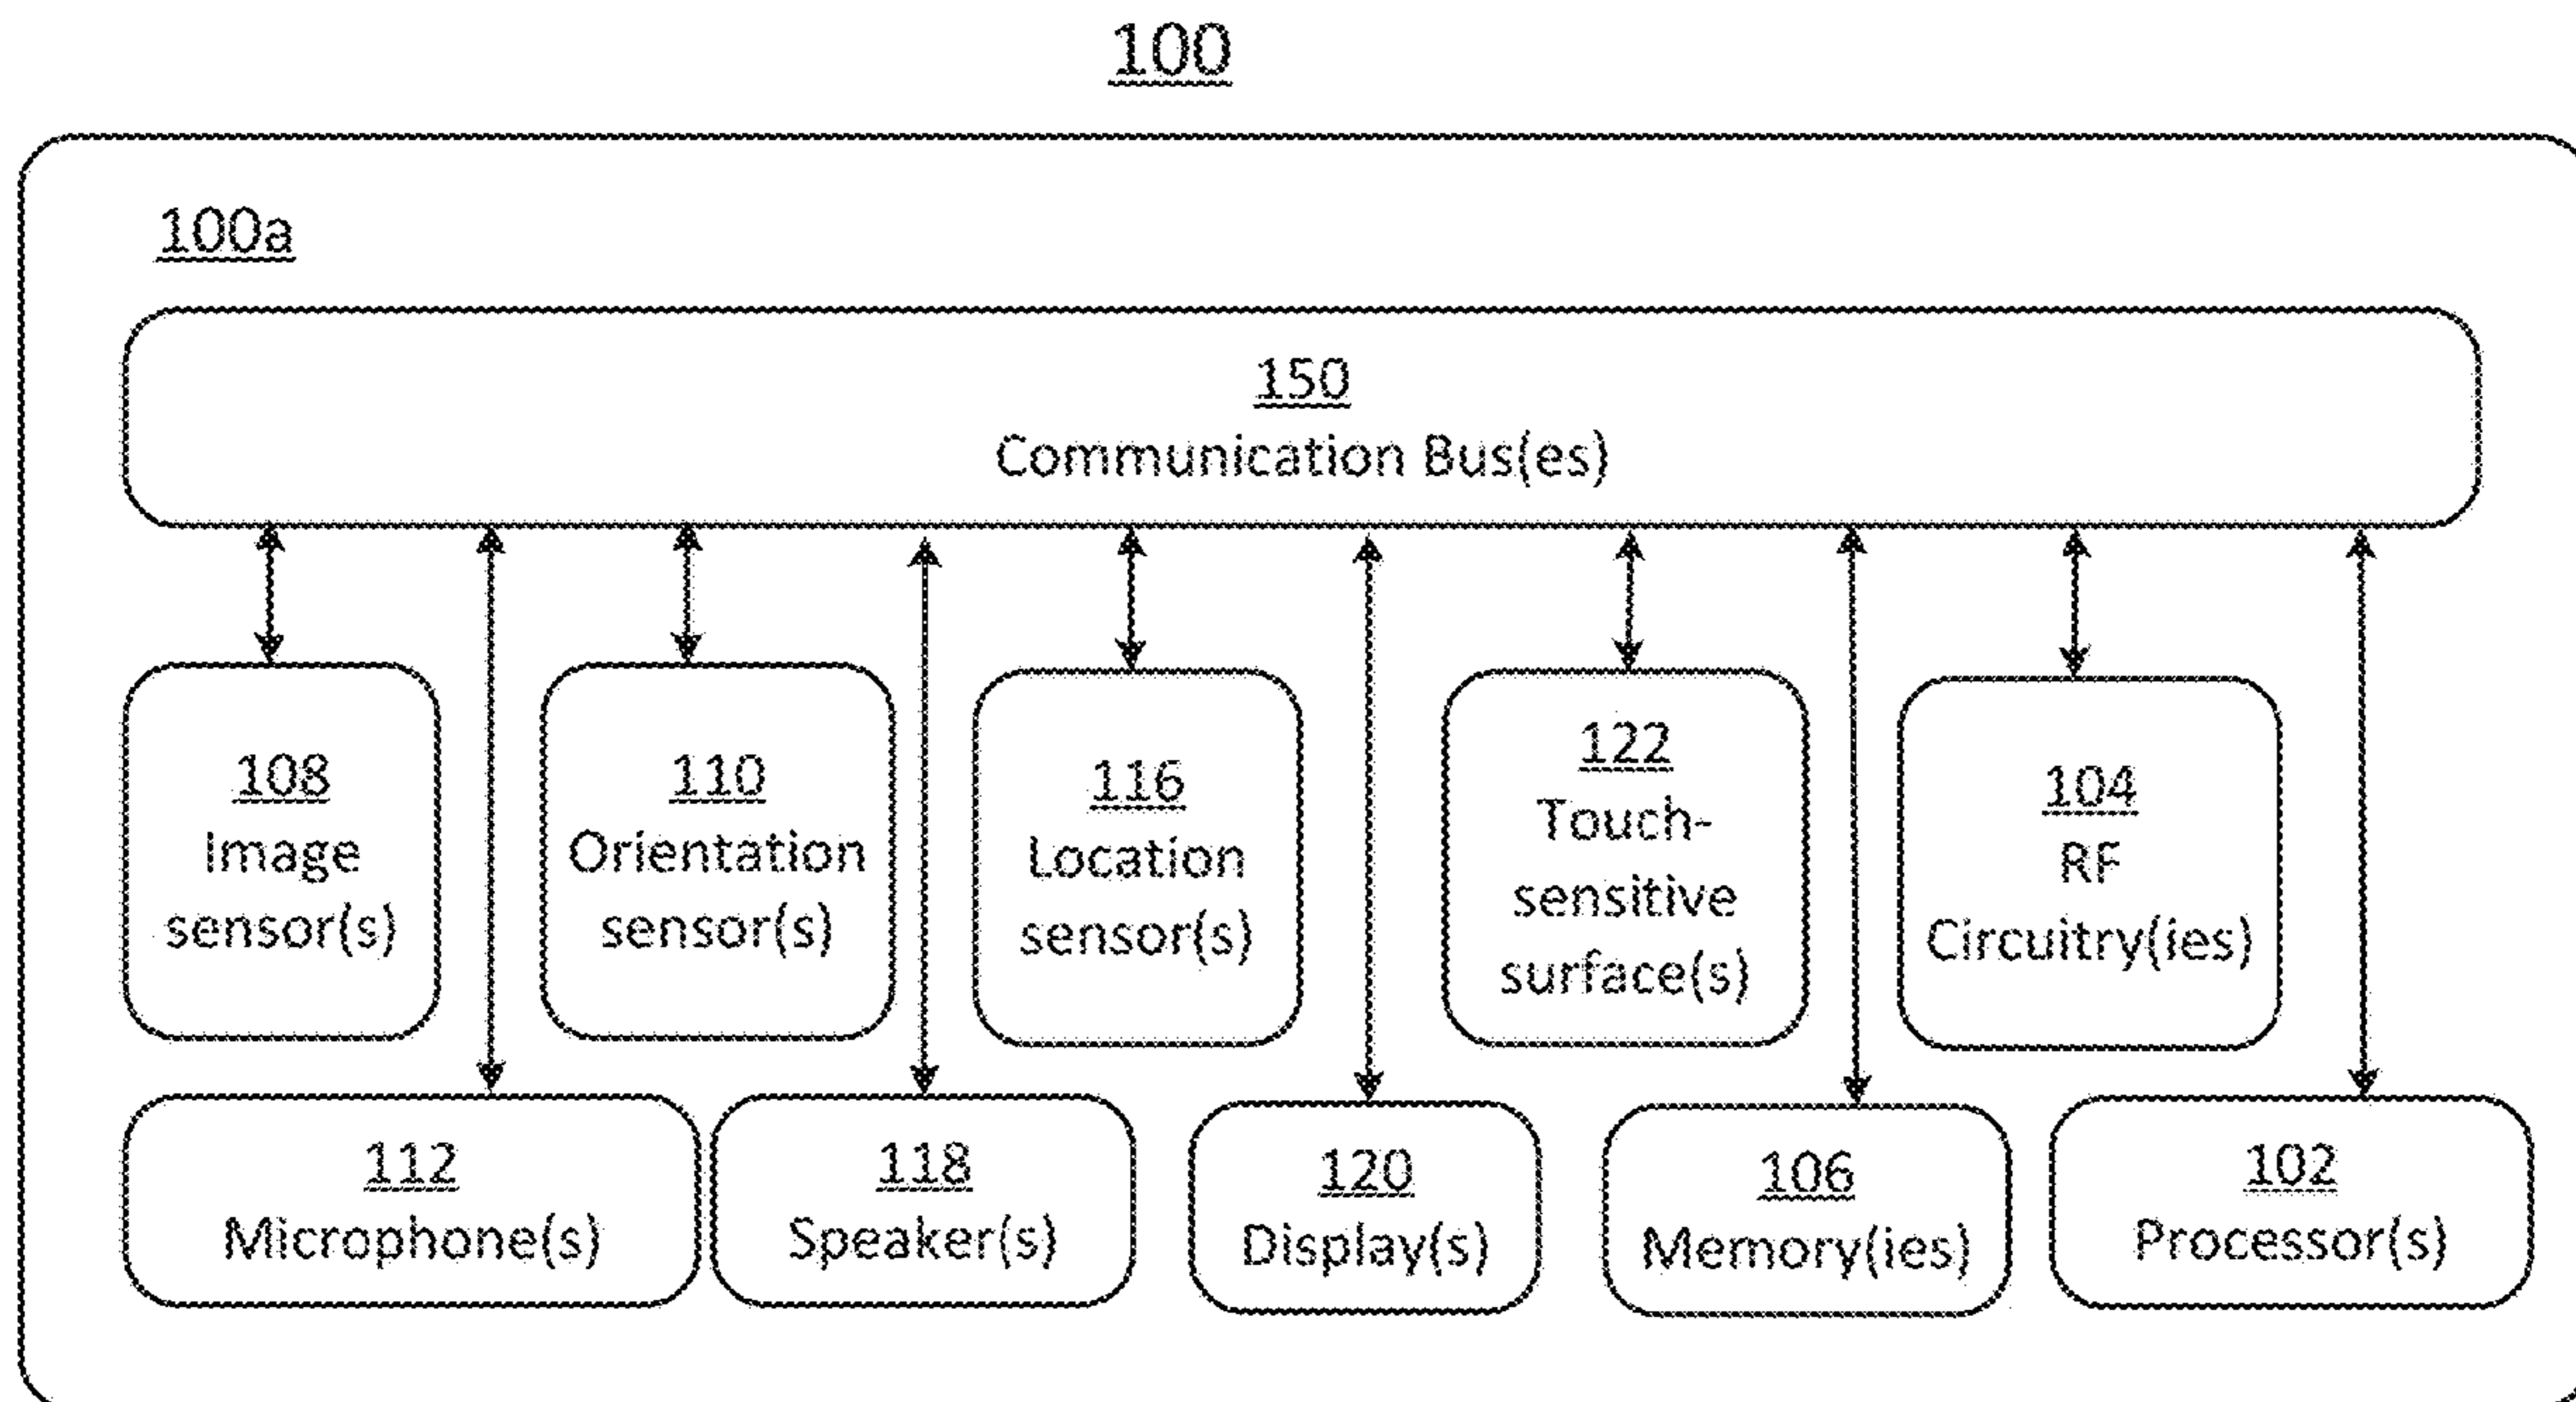 100
100a
150
Communication Bus(es)
108
Image
sensor(s)
110
Orientation
sensor(s)
116
Location
sensor(s)
122
Touch-
sensitive
surface(s)
104
RF
Circuitry(ies)
112
Microphone(s)
118
Speaker(s)
120
Display(s)
106
Memory(ies)
102
Processor(s)